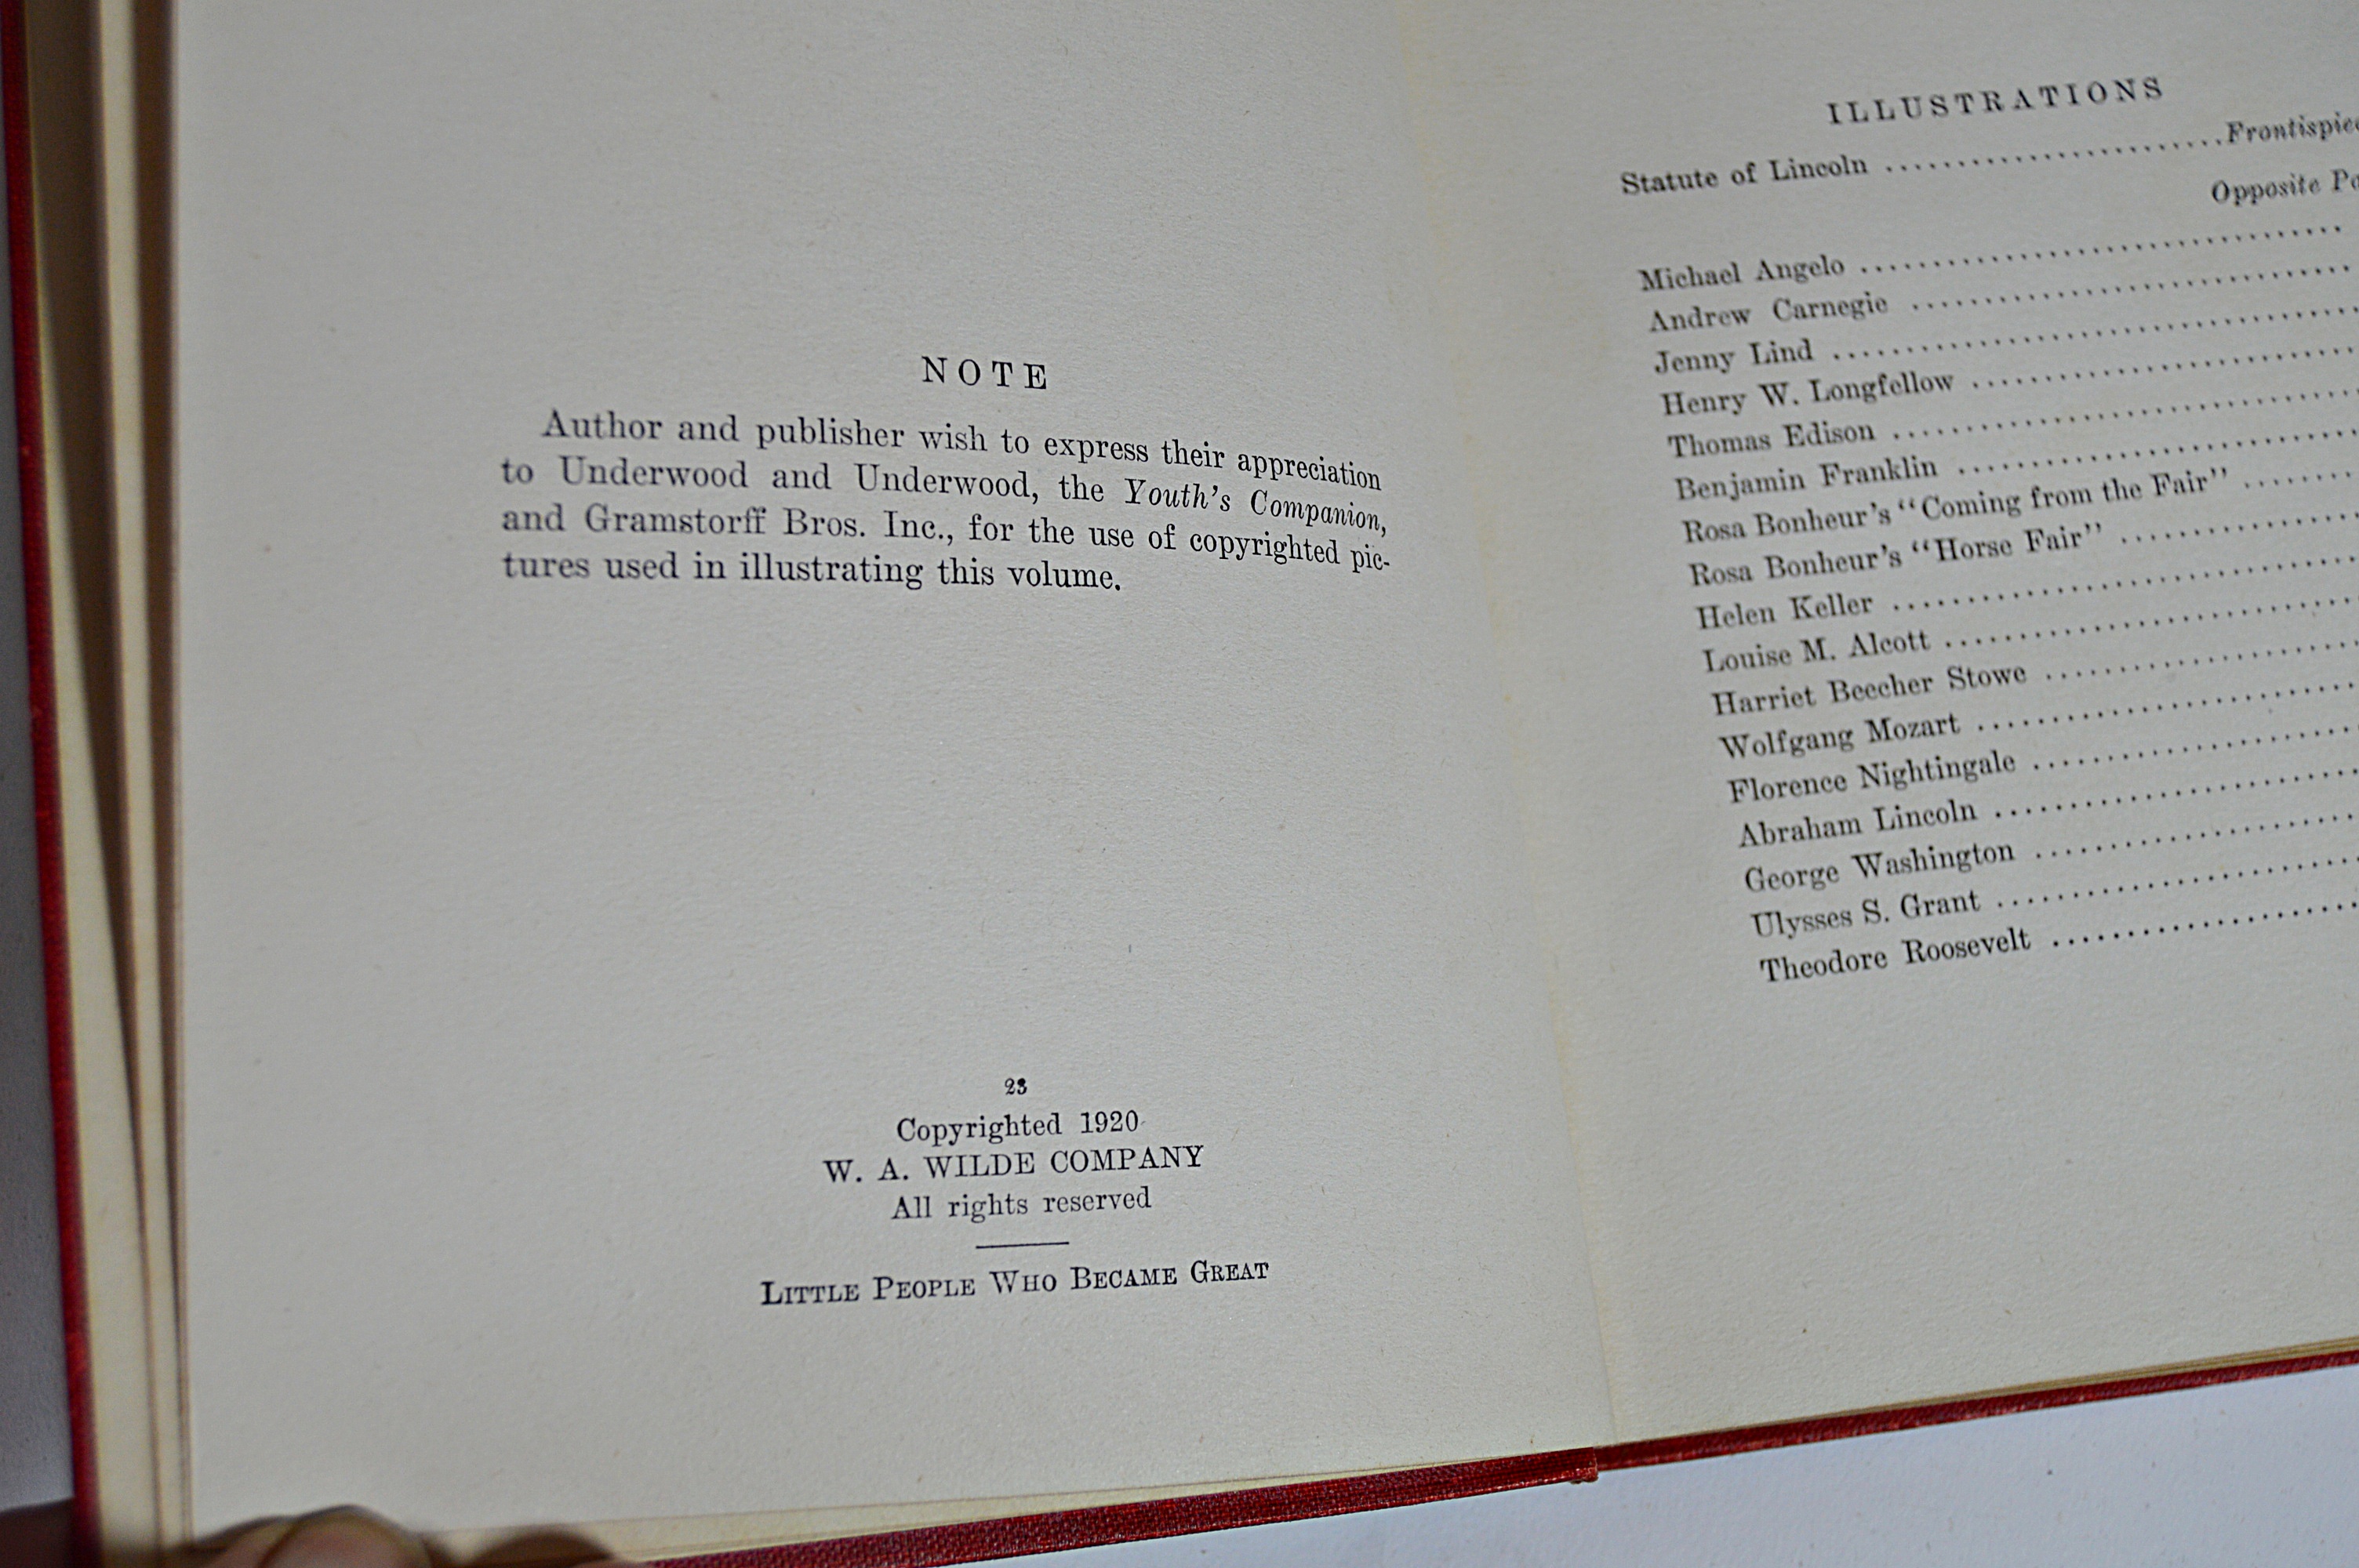 NOTE
Author and publisher wish to express their appreciation
to Underwood and Underwood, the Youth's Companion,
and Gramstorff Bros. Inc., for the use of copyrighted pic-
tures used in illustrating this volume.
23
Copyrighted 1920
W. A. WILDE COMPANY
All rights reserved
LITTLE PEOPLE WHO BECAME GREAT
ILLUSTRATIONS
Statute of Lincoln ........................Frontispiec
Opposite Pa
Michael Angelo ................................
Andrew Carnegie ..............................
Jenny Lind ....................................
Henry W. Longfellow ..........................
Thomas Edison ................................
Benjamin Franklin ............................
Rosa Bonheur's "Coming from the Fair" ........
Rosa Bonheur's "Horse Fair" .................
Helen Keller ................................
Louise M. Alcott ............................
Harriet Beecher Stowe ......................
Wolfgang Mozart ..........................
Florence Nightingale ......................
Abraham Lincoln ..........................
George Washington ........................
Ulysses S. Grant ..........................
Theodore Roosevelt ......................